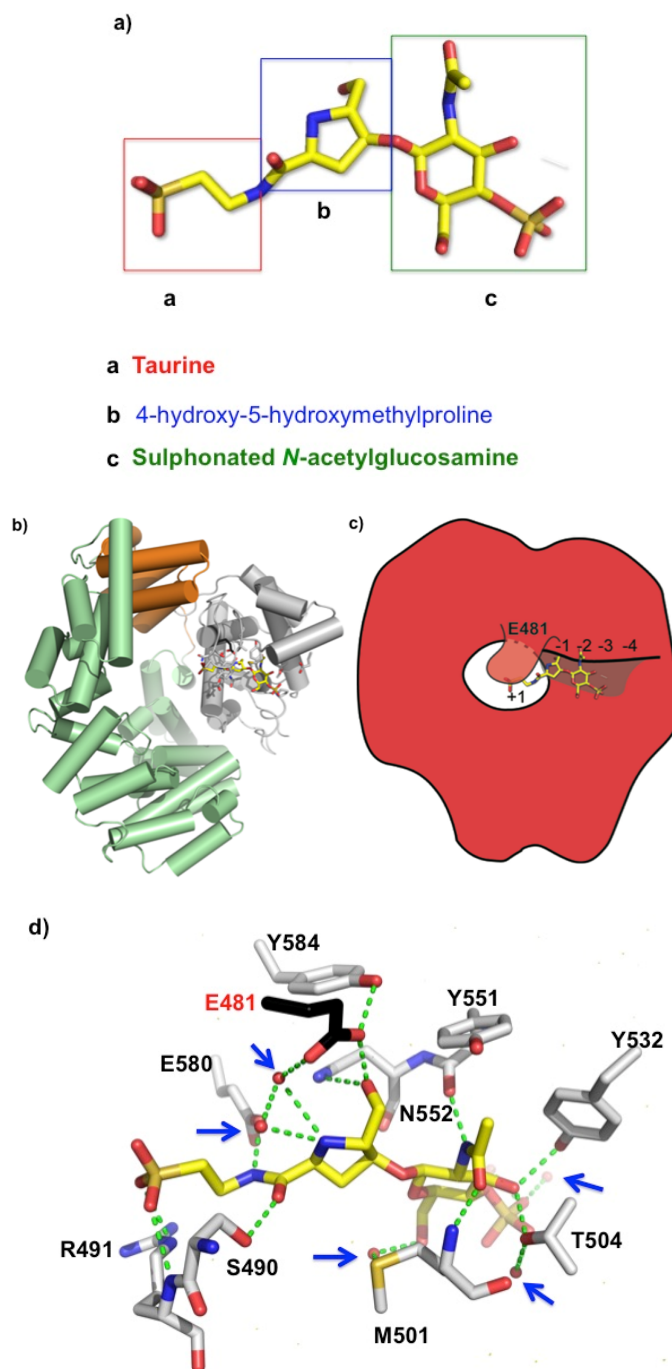 a)
b
a
c
a Taurine
b 4-hydroxy-5-hydroxymethylproline
c Sulphonated N-acetylglucosamine
b)
c)
E481
-1 -2 -3 -4
+1
d)
Y584
E481
Y551
Y532
E580
N552
R491
S490
T504
M501